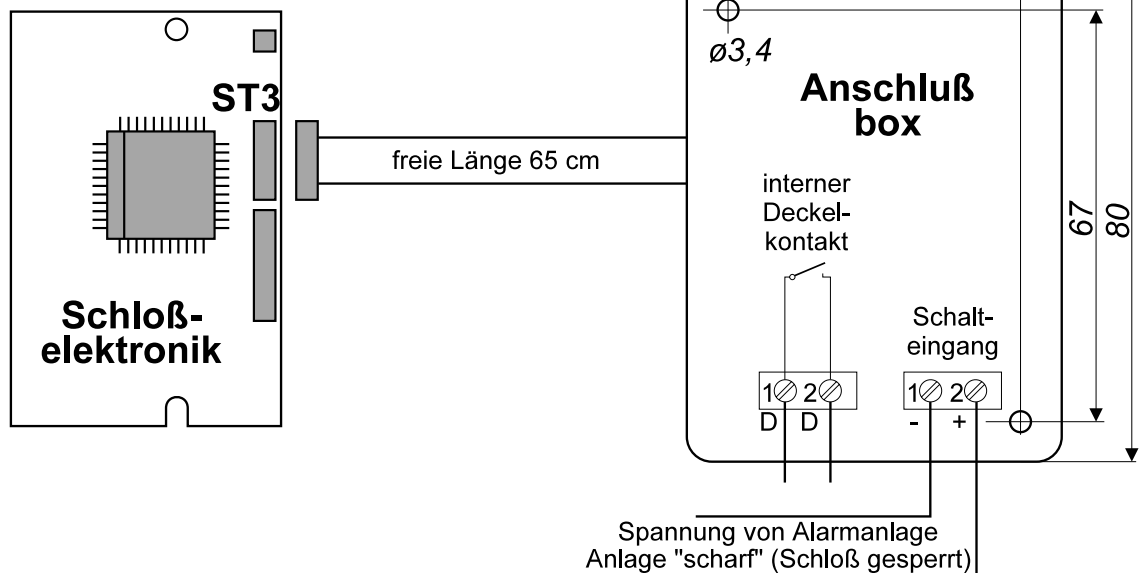 ø3,4
Anschluß
box
ST3
freie Länge 65 cm
interner
Deckel-
kontakt
67
80
Schloß-
elektronik
Schalt-
eingang
1 2
D D
1 2
- +
Spannung von Alarmanlage
Anlage "scharf" (Schloß gesperrt)